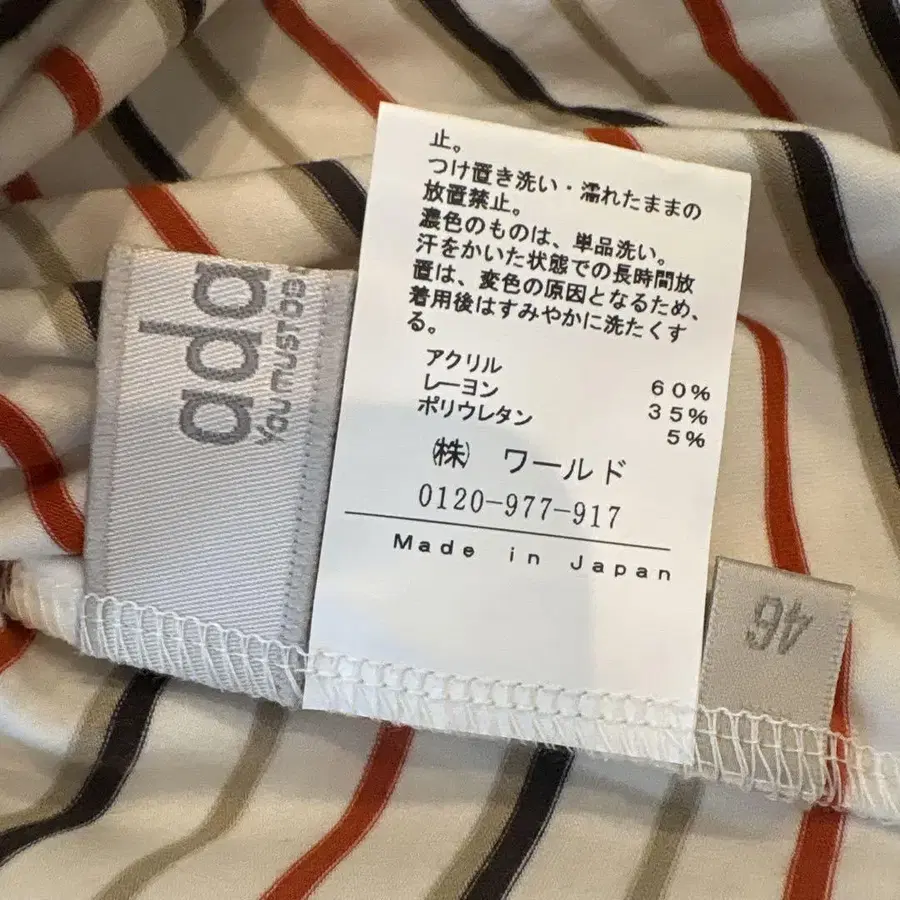 止。
つけ置き洗い・濡れたままの
放置禁止。
濃色のものは、単品洗い。
汗をかいた状態での長時間放
置は、変色の原因となるため、
着用後はすみやかに洗たくす
る。
アクリル 60%
レーヨン 35%
ポリウレタン 5%
㈱ ワールド
0120-977-917
Made in Japan
46